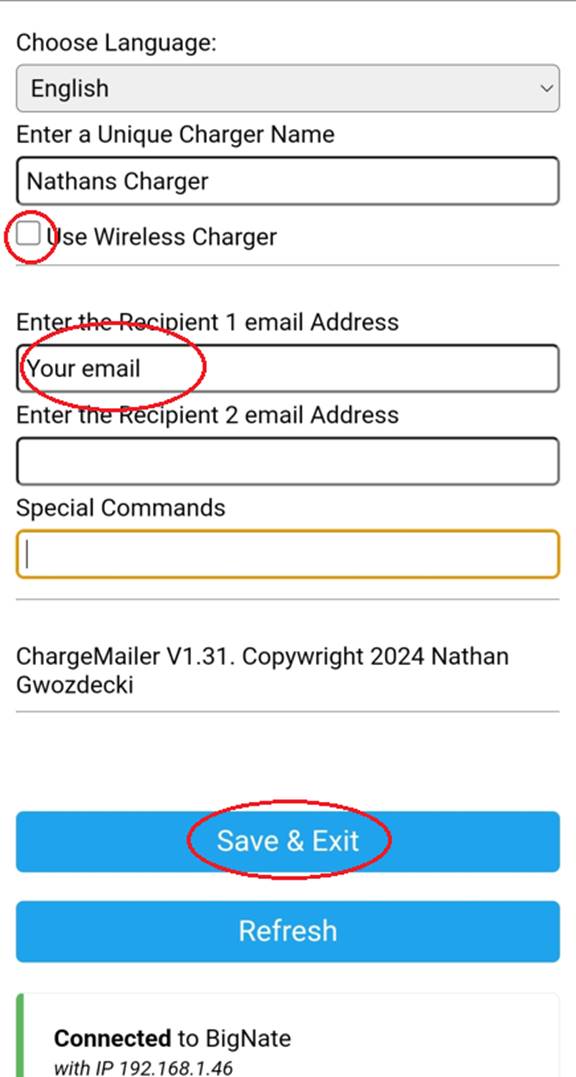 Choose Language:
English
Enter a Unique Charger Name
Nathans Charger
Use Wireless Charger
Enter the Recipient 1 email Address
Your email
Enter the Recipient 2 email Address
Special Commands
ChargeMailer V1.31. Copywright 2024 Nathan
Gwozdecki
Save & Exit
Refresh
Connected to BigNate
with IP 192.168.1.46